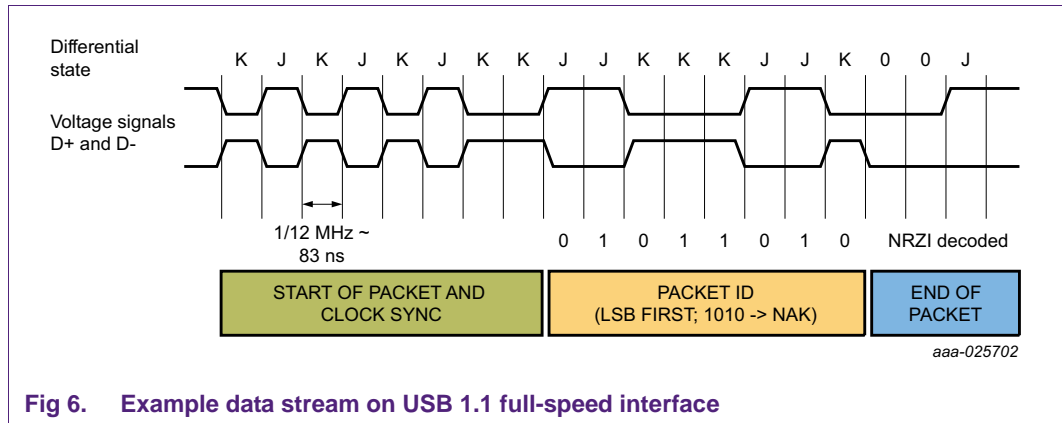 Differential
state
K J K J K J K K J J K K K J J K 0 0 J
Voltage signals
D+ and D-
1/12 MHz ~
83 ns
0 1 0 1 1 0 1 0 NRZI decoded
START OF PACKET AND
CLOCK SYNC
PACKET ID
(LSB FIRST; 1010 -> NAK)
END OF
PACKET
aaa-025702
Fig 6. Example data stream on USB 1.1 full-speed interface